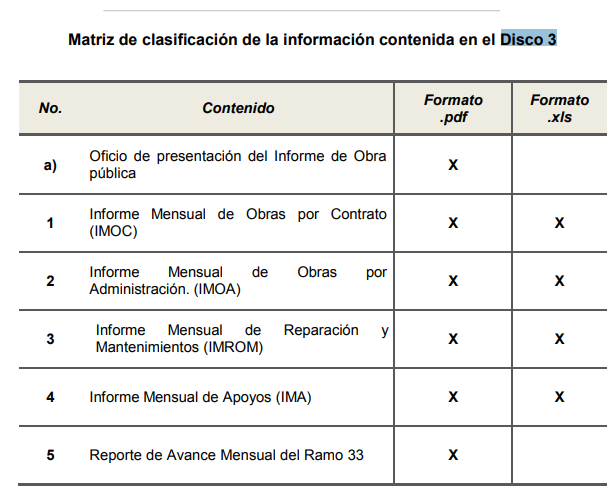 Matriz de clasificación de la información contenida en el Disco 3
No. Contenido Formato .pdf Formato .xls
a) Oficio de presentación del Informe de Obra pública X
1 Informe Mensual de Obras por Contrato (IMOC) X X
2 Informe Mensual de Obras por Administración. (IMOA) X X
3 Informe Mensual de Reparación y Mantenimientos (IMROM) X X
4 Informe Mensual de Apoyos (IMA) X X
5 Reporte de Avance Mensual del Ramo 33 X